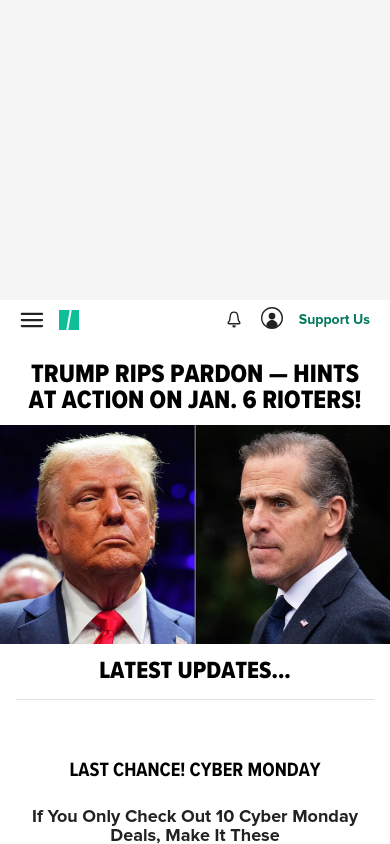 Support Us
TRUMP RIPS PARDON — HINTS
AT ACTION ON JAN. 6 RIOTERS!
LATEST UPDATES...
LAST CHANCE! CYBER MONDAY
If You Only Check Out 10 Cyber Monday
Deals, Make It These